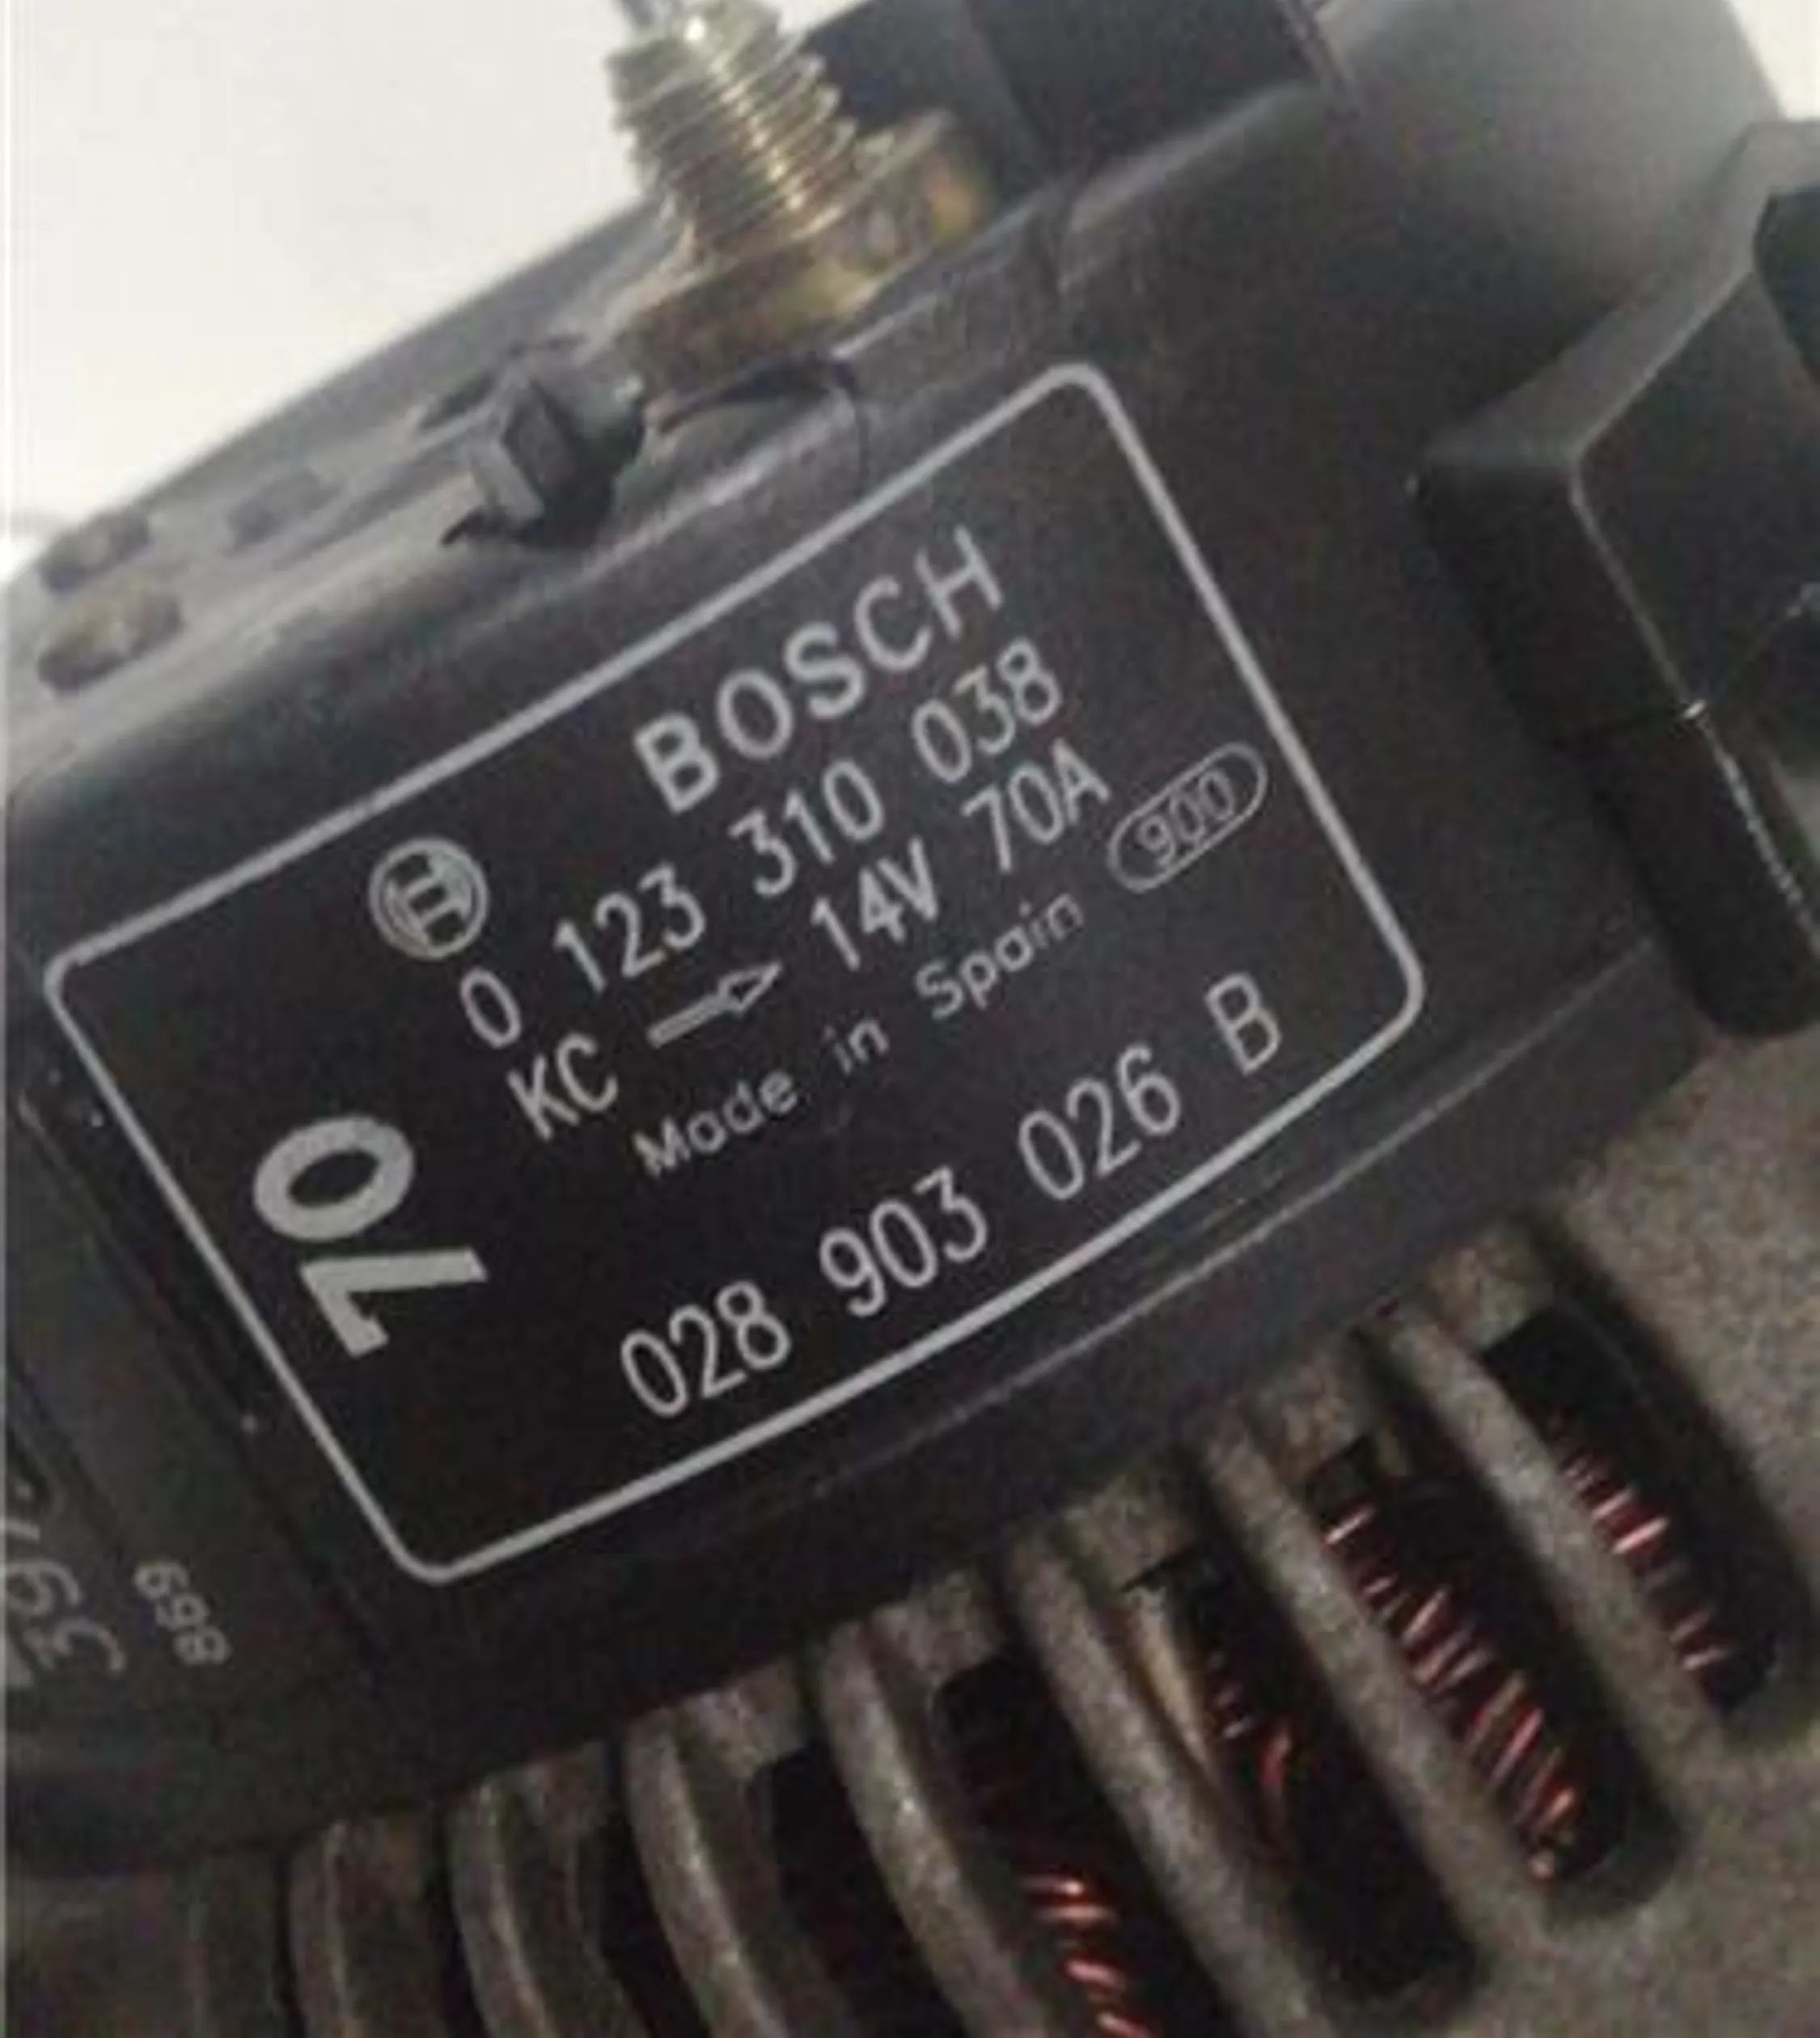 BOSCH
0 123 310 038
KC → 14V 70A
Made in Spain 900
70
028 903 026 B